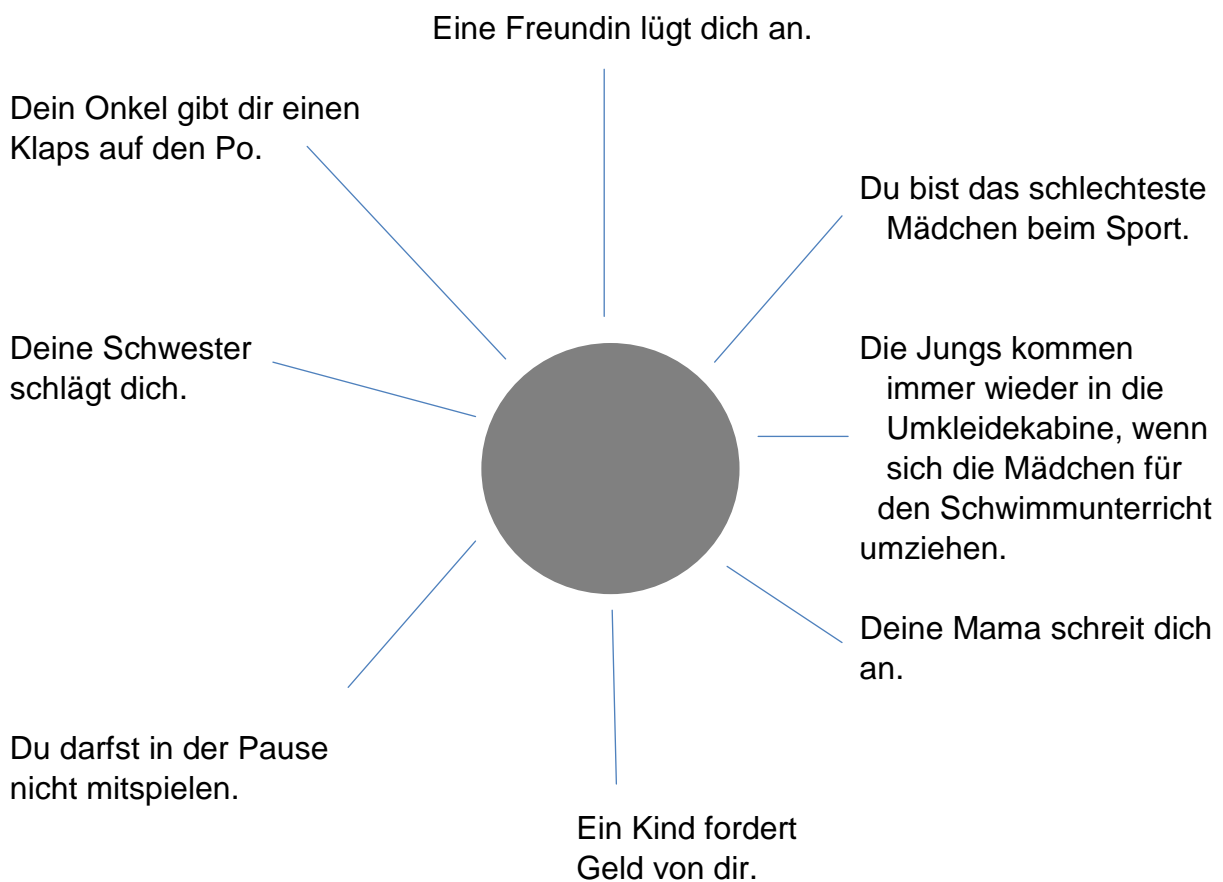 Eine Freundin lügt dich an.
Dein Onkel gibt dir einen
Klaps auf den Po.
Du bist das schlechteste
Mädchen beim Sport.
Deine Schwester
schlägt dich.
Die Jungs kommen
immer wieder in die
Umkleidekabine, wenn
sich die Mädchen für
den Schwimmunterricht
umziehen.
Deine Mama schreit dich
an.
Du darfst in der Pause
nicht mitspielen.
Ein Kind fordert
Geld von dir.